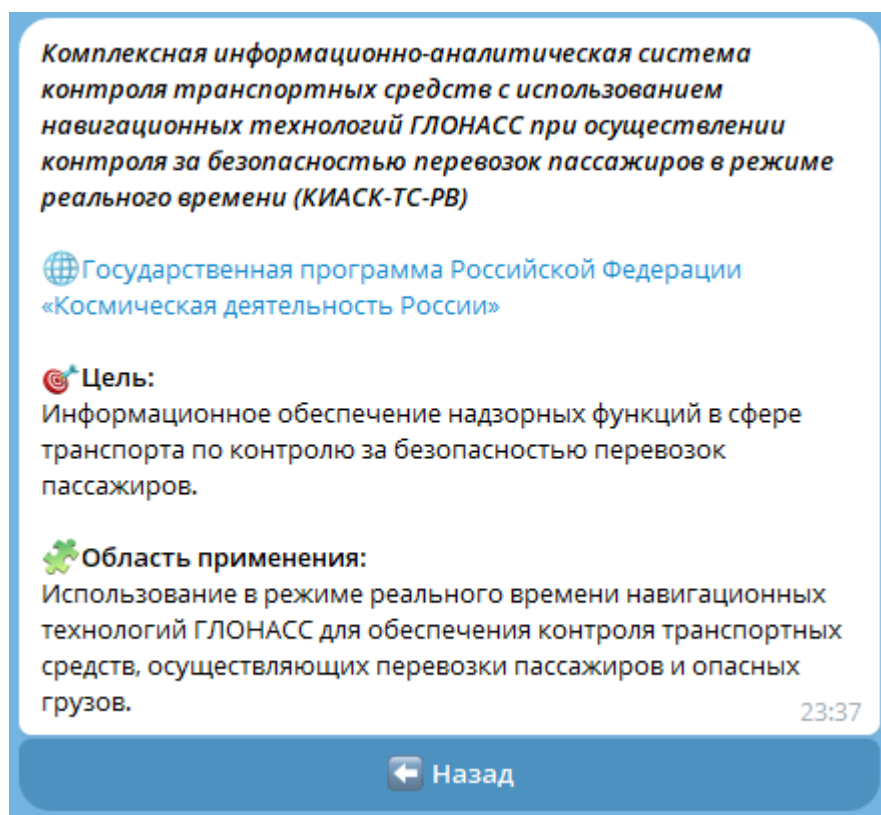 Комплексная информационно-аналитическая система
контроля транспортных средств с использованием
навигационных технологий ГЛОНАСС при осуществлении
контроля за безопасностью перевозок пассажиров в режиме
реального времени (КИАСК-ТС-РВ)
Государственная программа Российской Федерации
«Космическая деятельность России»
Цель:
Информационное обеспечение надзорных функций в сфере
транспорта по контролю за безопасностью перевозок
пассажиров.
Область применения:
Использование в режиме реального времени навигационных
технологий ГЛОНАСС для обеспечения контроля транспортных
средств, осуществляющих перевозки пассажиров и опасных
грузов.
23:37
Назад